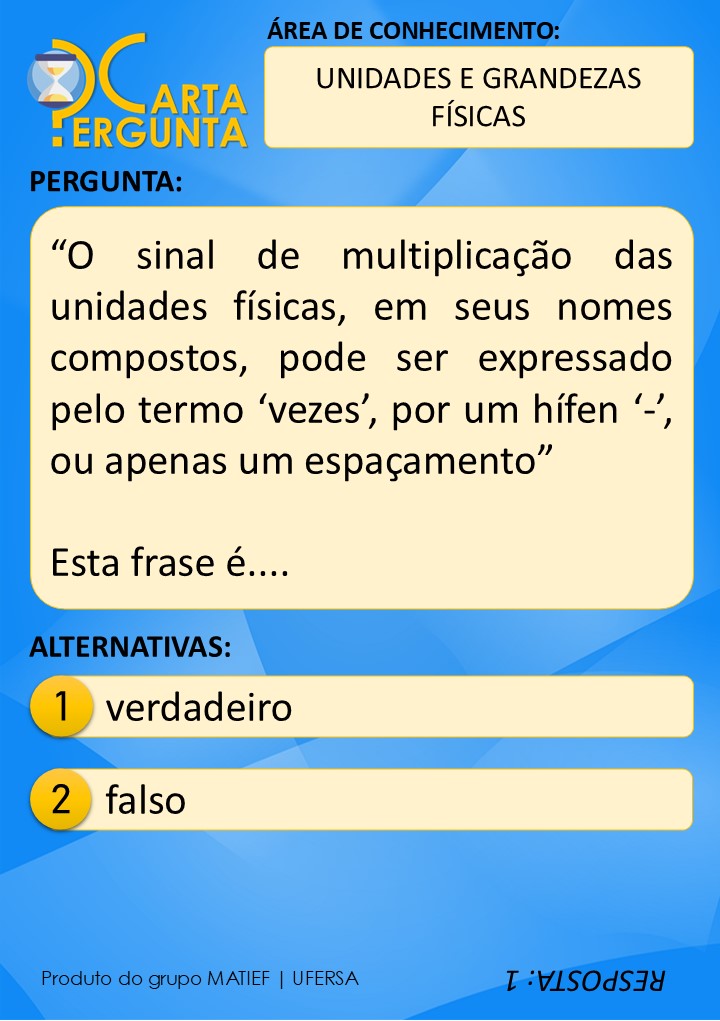 ÁREA DE CONHECIMENTO:
CARTA
PERGUNTA
UNIDADES E GRANDEZAS
FÍSICAS
PERGUNTA:
“O sinal de multiplicação das
unidades físicas, em seus nomes
compostos, pode ser expressado
pelo termo ‘vezes’, por um hífen ‘-’,
ou apenas um espaçamento”
Esta frase é....
ALTERNATIVAS:
1 verdadeiro
2 falso
Produto do grupo MATIEF | UFERSA
RESPOSTA: 1